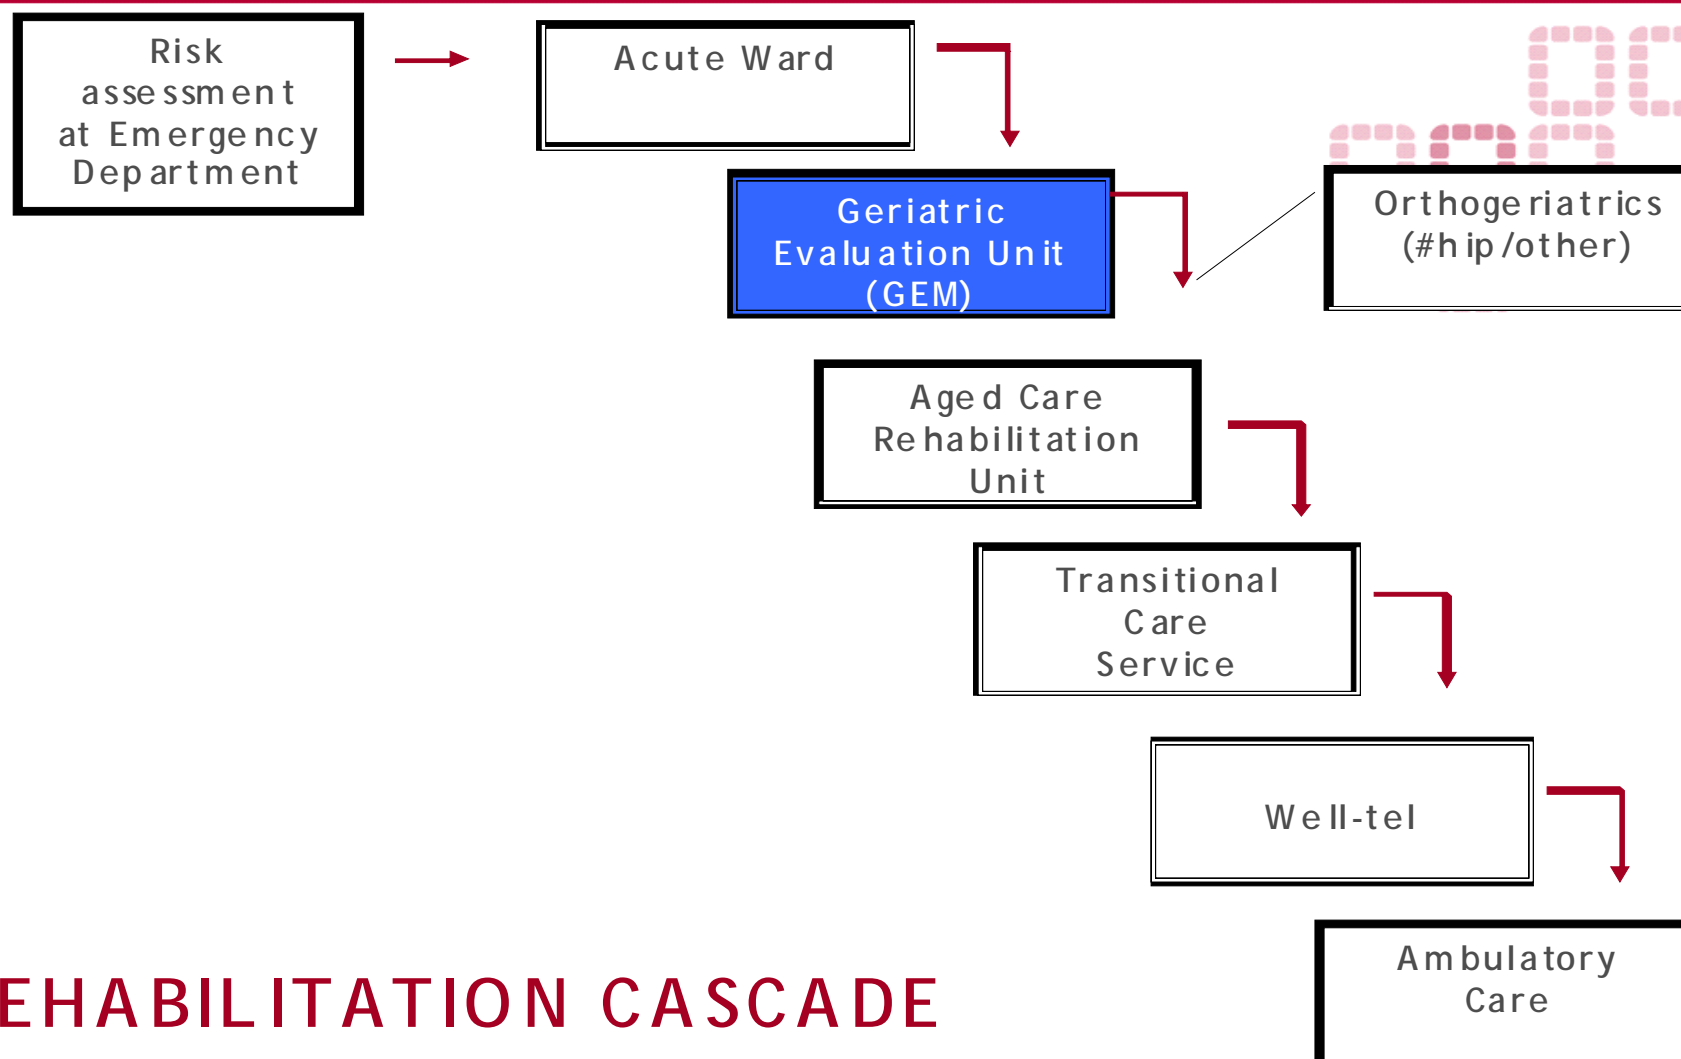 Risk
assessment
at Emergency
Department
Acute Ward
Geriatric
Evaluation Unit
(GEM)
Orthogeriatrics
(#hip/other)
Aged Care
Rehabilitation
Unit
Transitional
Care
Service
Well-tel
Ambulatory
Care
EHABILITATION CASCADE